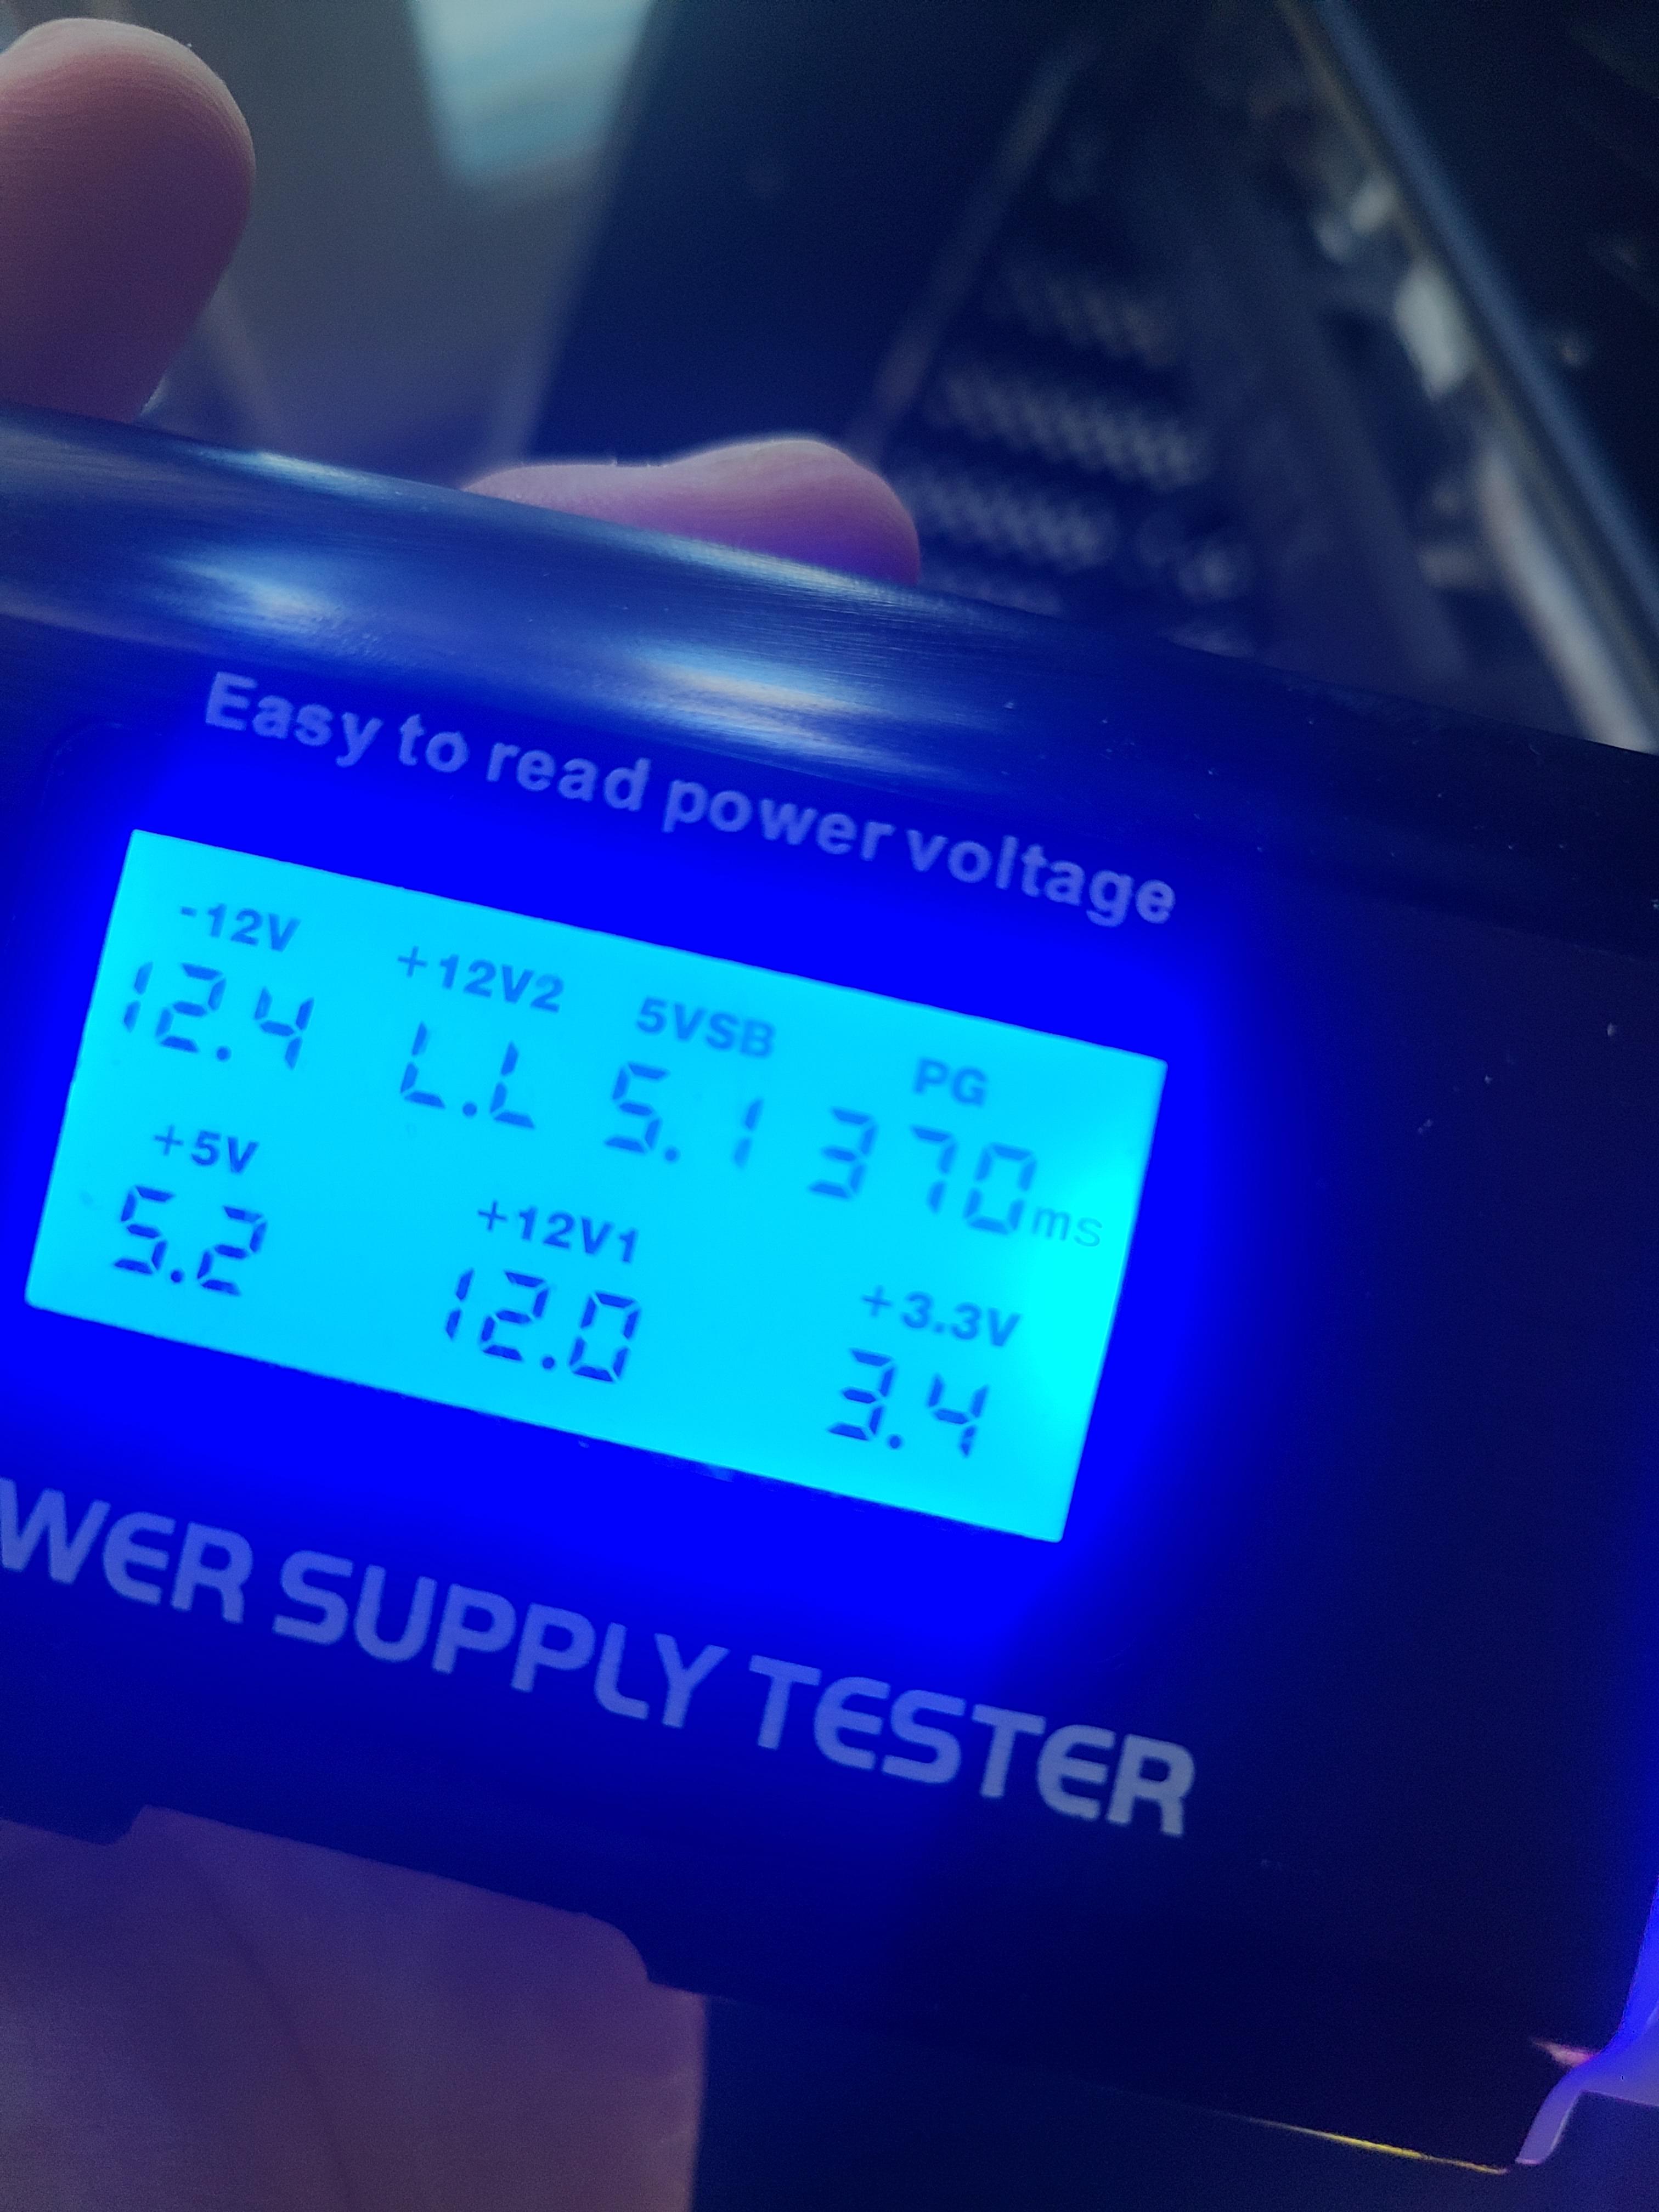 Easy to read power voltage
-12V +12V2 5VSB PG
12.4 L.L 5.1 370ms
+5V +12V1 +3.3V
5.2 12.0 3.4
WER SUPPLY TESTER